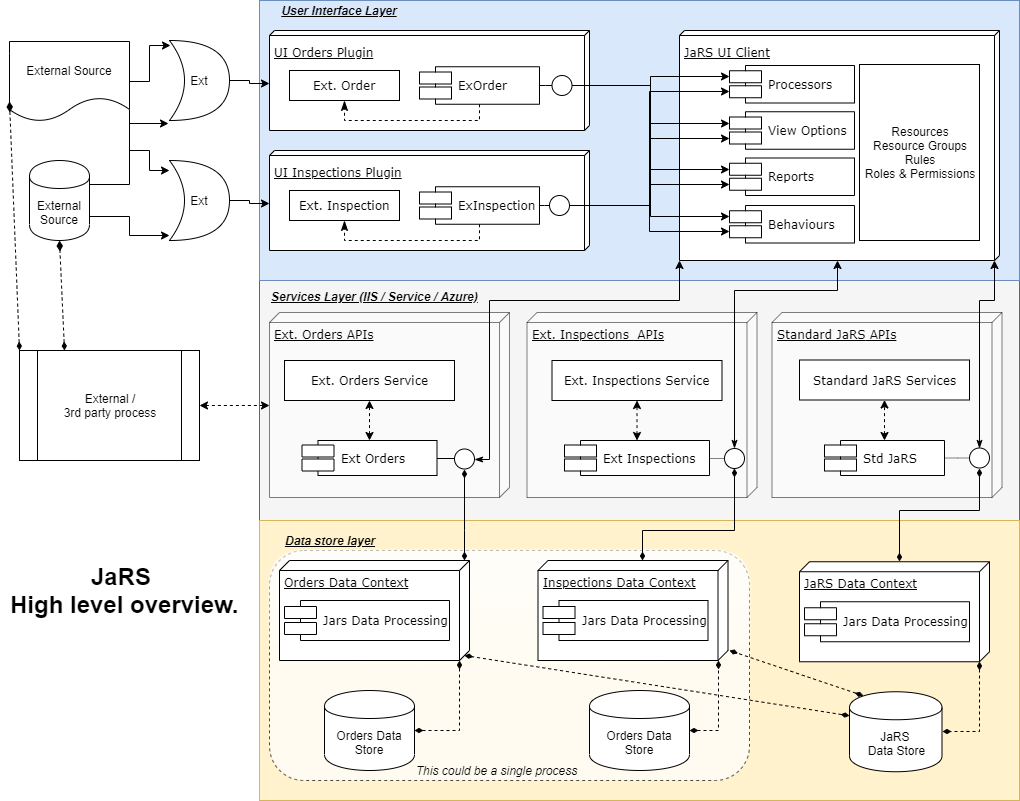 User Interface Layer
External Source
Ext
UI Orders Plugin
Ext. Order
ExOrder
JaRS UI Client
Processors
View Options
Reports
Behaviours
Resources
Resource Groups
Rules
Roles & Permissions
External
Source
Ext
UI Inspections Plugin
Ext. Inspection
ExInspection
Services Layer (IIS / Service / Azure)
Ext. Orders APIs
Ext. Orders Service
Ext Orders
Ext. Inspections  APIs
Ext. Inspections Service
Ext Inspections
Standard JaRS APIs
Standard JaRS Services
Std JaRS
External /
3rd party process
Data store layer
JaRS
High level overview.
Orders Data Context
Jars Data Processing
Inspections Data Context
Jars Data Processing
JaRS Data Context
Jars Data Processing
Orders Data
Store
Orders Data
Store
JaRS
Data Store
This could be a single process